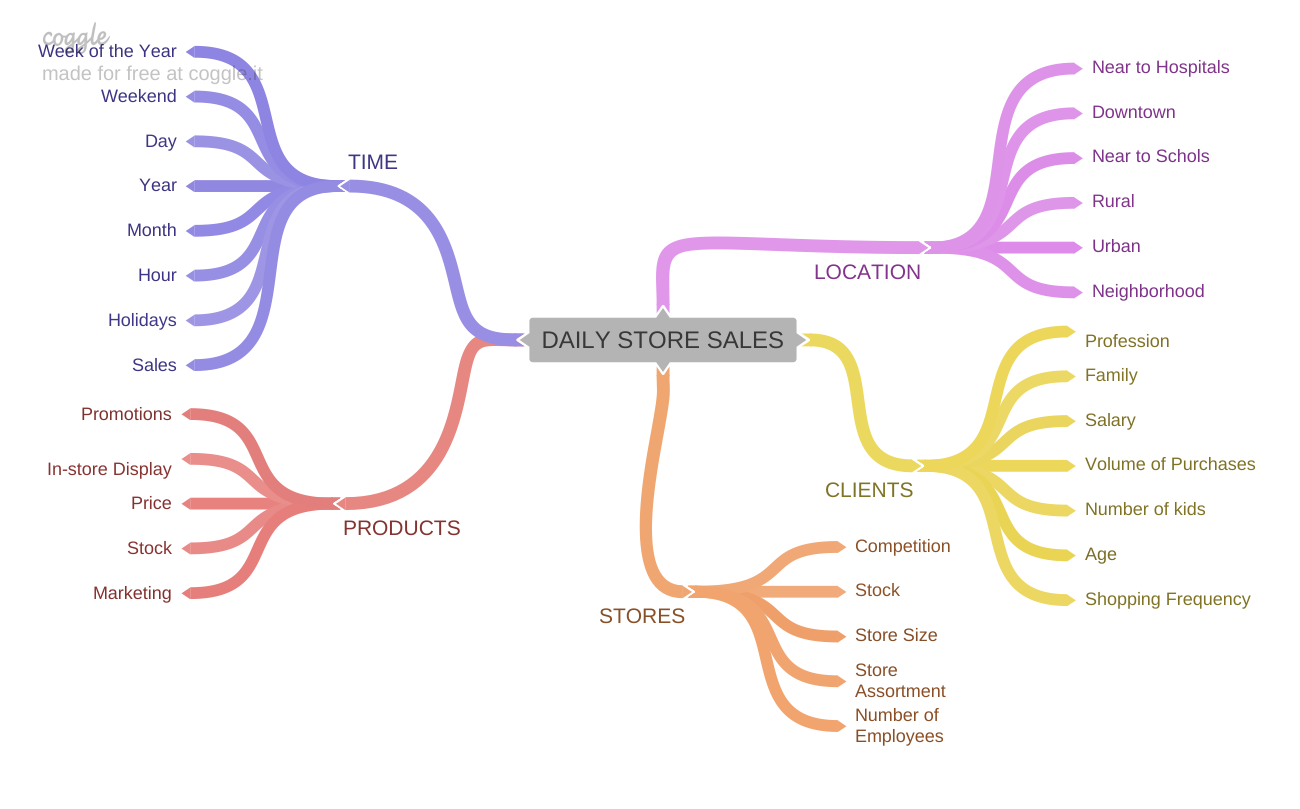 coggle
made for free at coggle.it
DAILY STORE SALES
TIME
Week of the Year
Weekend
Day
Year
Month
Hour
Holidays
Sales
PRODUCTS
Promotions
In-store Display
Price
Stock
Marketing
LOCATION
Near to Hospitals
Downtown
Near to Schols
Rural
Urban
Neighborhood
CLIENTS
Profession
Family
Salary
Volume of Purchases
Number of kids
Age
Shopping Frequency
STORES
Competition
Stock
Store Size
Store
Assortment
Number of
Employees